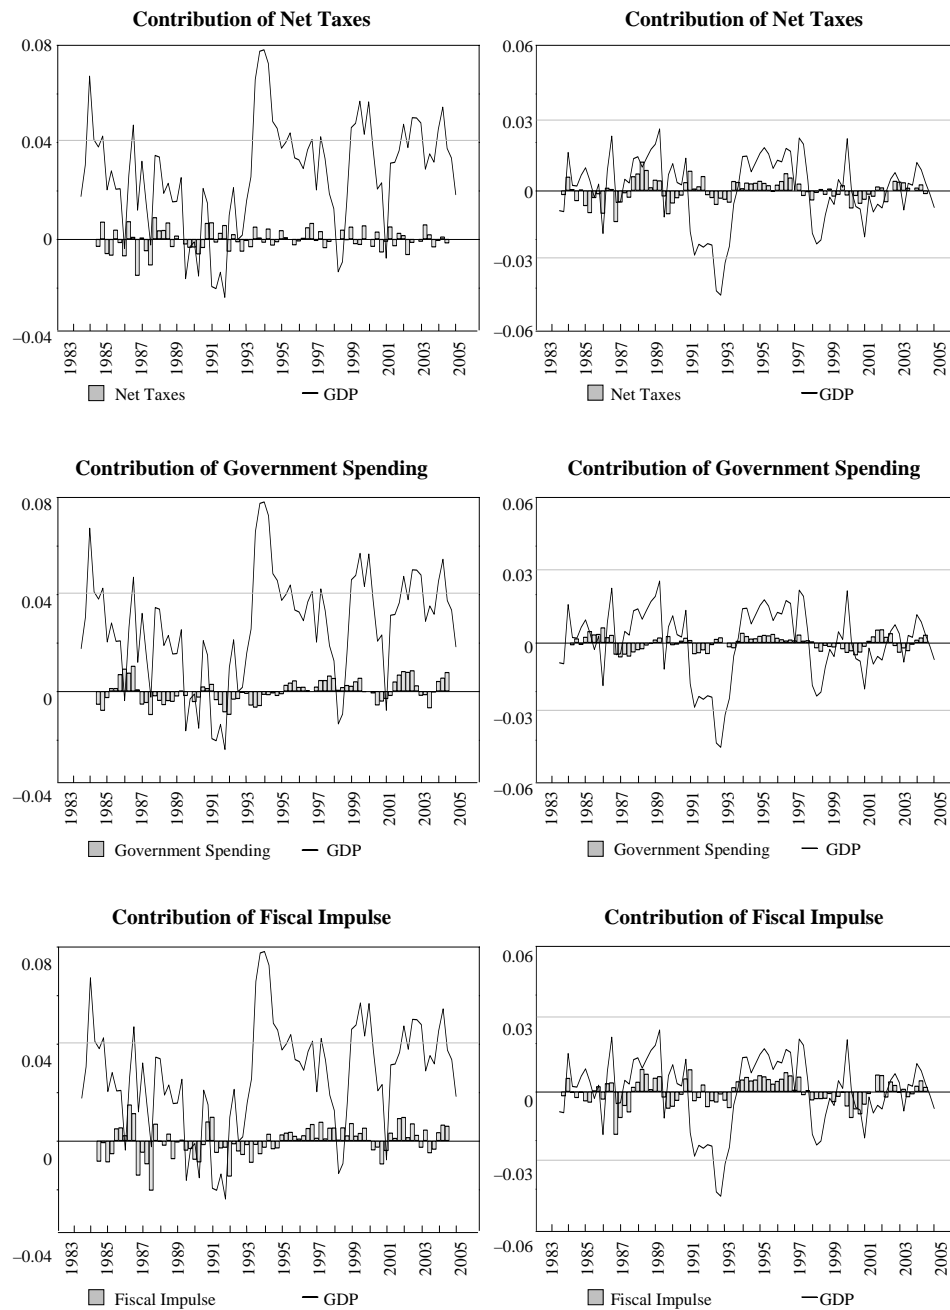 Contribution of Net Taxes
0.08
0.04
0
−0.04
1983 1985 1987 1989 1991 1993 1995 1997 1999 2001 2003 2005
Net Taxes GDP
Contribution of Net Taxes
0.06
0.03
0
−0.03
−0.06
1983 1985 1987 1989 1991 1993 1995 1997 1999 2001 2003 2005
Net Taxes GDP
Contribution of Government Spending
0.08
0.04
0
−0.04
1983 1985 1987 1989 1991 1993 1995 1997 1999 2001 2003 2005
Government Spending GDP
Contribution of Government Spending
0.06
0.03
0
−0.03
−0.06
1983 1985 1987 1989 1991 1993 1995 1997 1999 2001 2003 2005
Government Spending GDP
Contribution of Fiscal Impulse
0.08
0.04
0
−0.04
1983 1985 1987 1989 1991 1993 1995 1997 1999 2001 2003 2005
Fiscal Impulse GDP
Contribution of Fiscal Impulse
0.06
0.03
0
−0.03
−0.06
1983 1985 1987 1989 1991 1993 1995 1997 1999 2001 2003 2005
Fiscal Impulse GDP